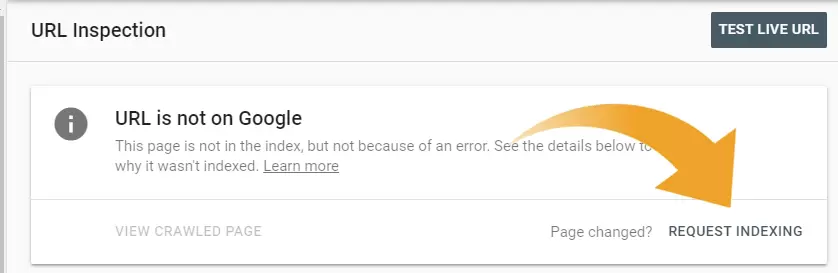 URL Inspection
TEST LIVE URL
URL is not on Google
This page is not in the index, but not because of an error. See the details below to
why it wasn't indexed. Learn more
VIEW CRAWLED PAGE
Page changed? REQUEST INDEXING